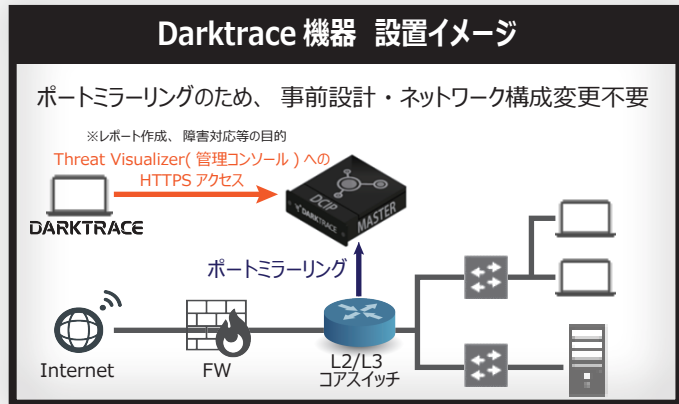 Darktrace 機器 設置イメージ
ポートミラーリングのため、 事前設計・ネットワーク構成変更不要
※レポート作成、障害対応等の目的
Threat Visualizer( 管理コンソール ) への
HTTPS アクセス
DARKTRACE
DCIP
DARKTRACE
MASTER
ポートミラーリング
Internet
FW
L2/L3
コアスイッチ